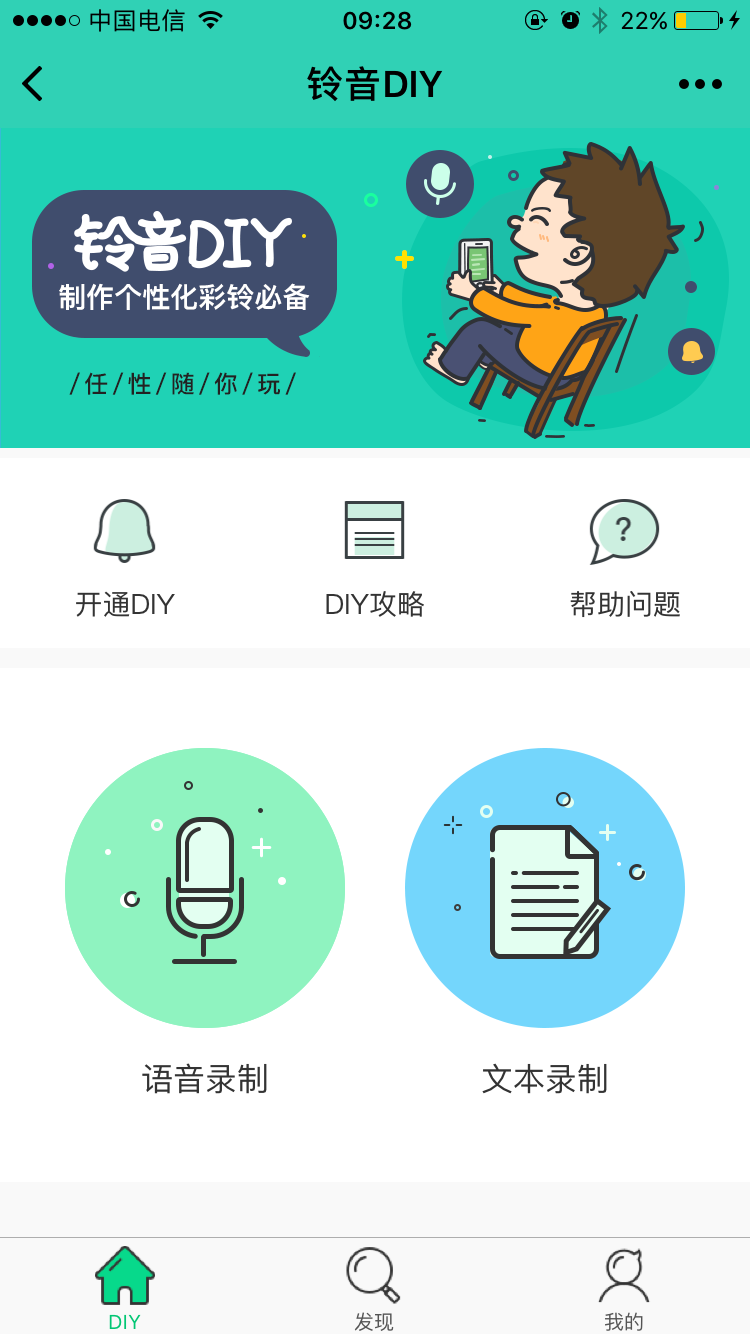 中国电信 09:28 22%
铃音DIY
铃音DIY
制作个性化彩铃必备
/任/性/随/你/玩/
开通DIY DIY攻略 帮助问题
语音录制 文本录制
DIY 发现 我的